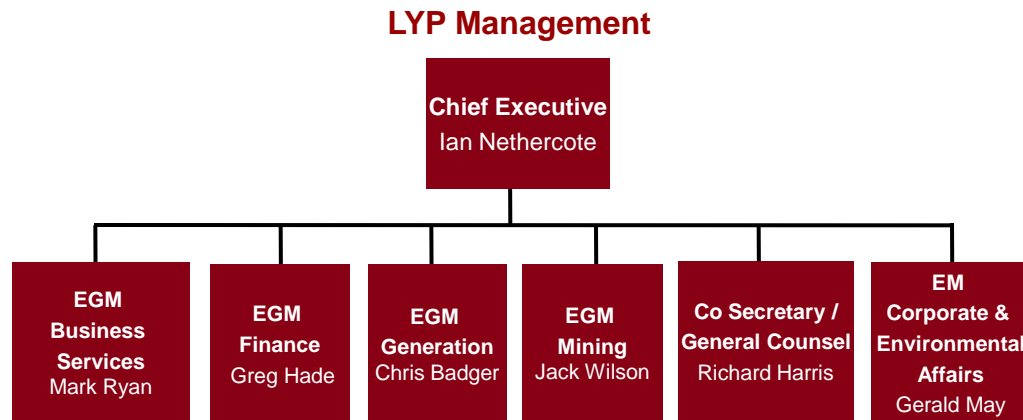 LYP Management
Chief Executive
Ian Nethercote
EGM
Business
Services
Mark Ryan
EGM
Finance
Greg Hade
EGM
Generation
Chris Badger
EGM
Mining
Jack Wilson
Co Secretary /
General Counsel
Richard Harris
EM
Corporate &
Environmental
Affairs
Gerald May